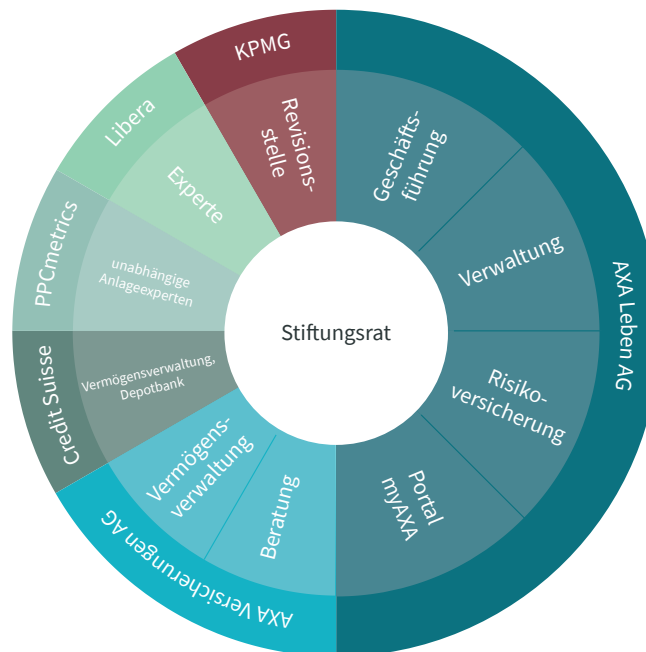 KPMG
Revisions-
stelle
Libera
Experte
PPCmetrics
unabhängige
Anlageexperten
Credit Suisse
Vermögensverwaltung,
Depotbank
AXA Versicherungen AG
Vermögens-
verwaltung
Beratung
AXA Leben AG
Geschäfts-
führung
Verwaltung
Risiko-
versicherung
Portal
myAXA
Stiftungsrat